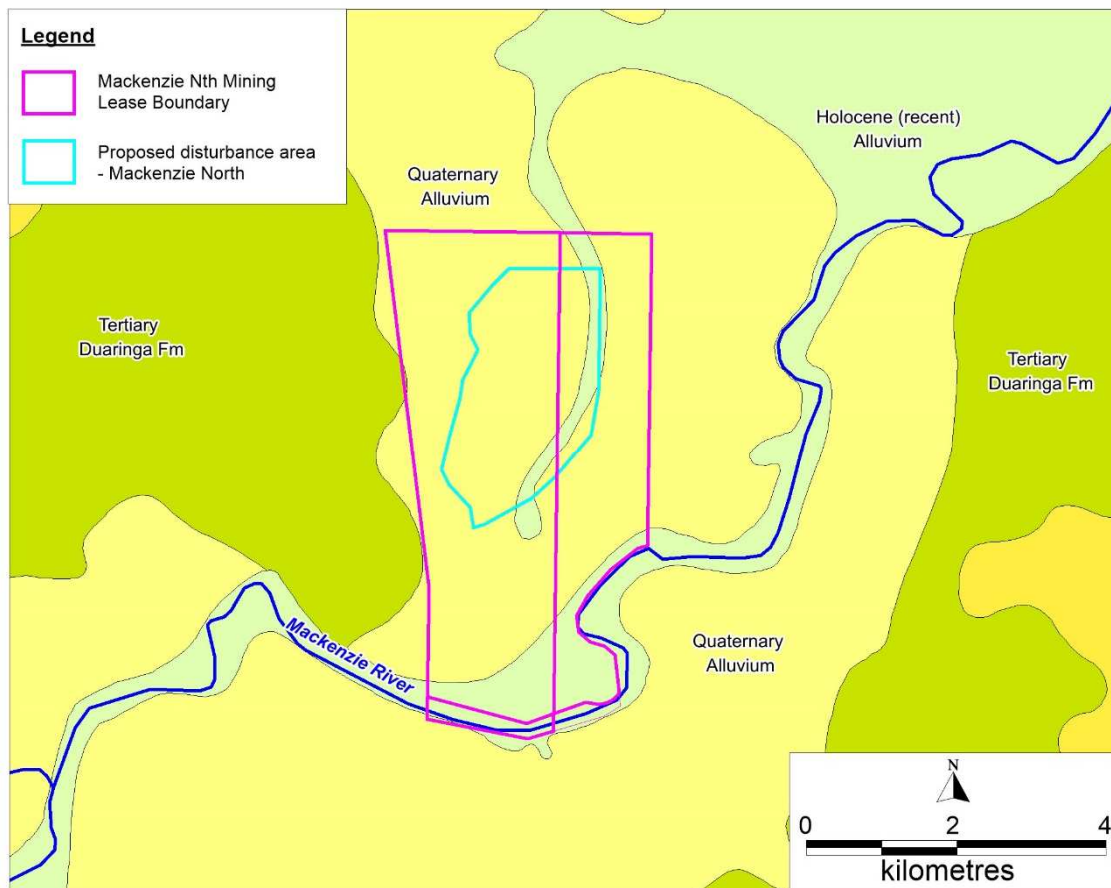 Legend
Mackenzie Nth Mining
Lease Boundary
Proposed disturbance area
- Mackenzie North
Holocene (recent)
Alluvium
Quaternary
Alluvium
Tertiary
Duaringa Fm
Tertiary
Duaringa Fm
Mackenzie River
Quaternary
Alluvium
N
0 2 4
kilometres